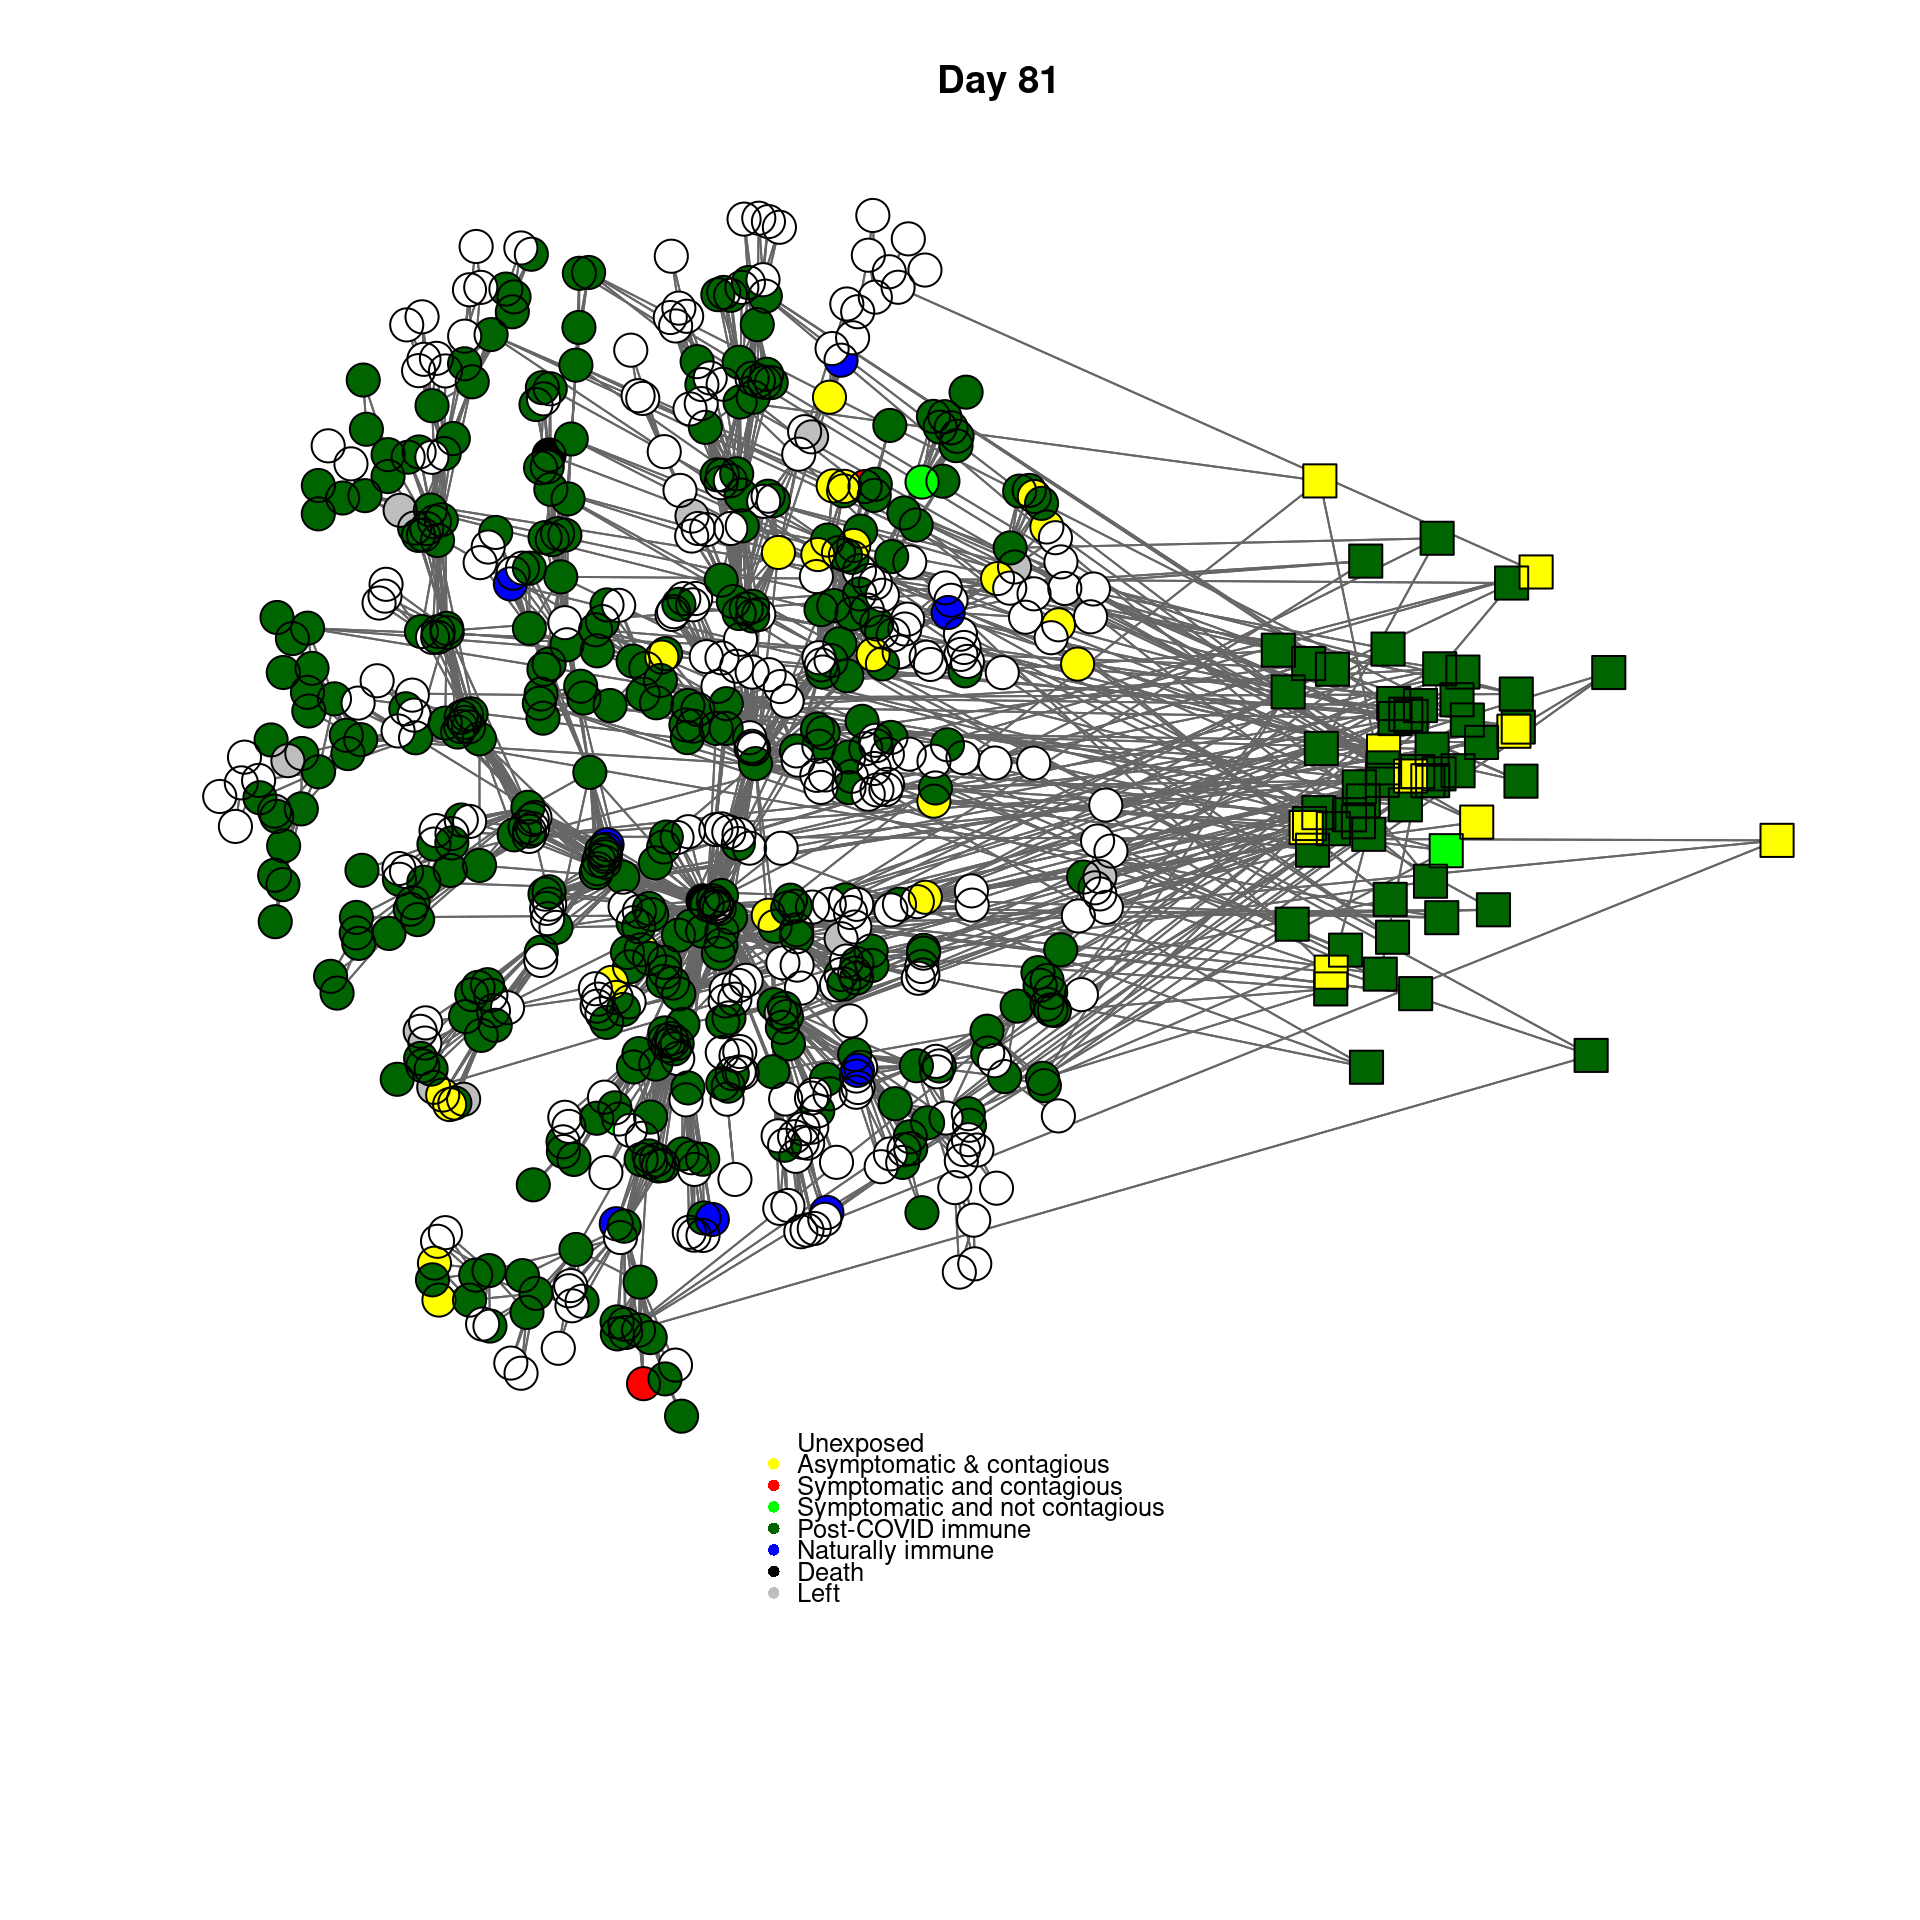 Day 81
Unexposed
Asymptomatic & contagious
Symptomatic and contagious
Symptomatic and not contagious
Post-COVID immune
Naturally immune
Death
Left